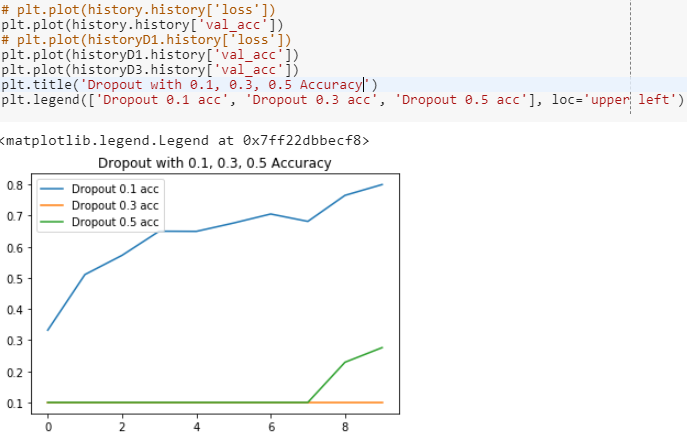 # plt.plot(history.history['loss'])
plt.plot(history.history['val_acc'])
# plt.plot(historyD1.history['loss'])
plt.plot(historyD1.history['val_acc'])
plt.plot(historyD3.history['val_acc'])
plt.title('Dropout with 0.1, 0.3, 0.5 Accuracy')
plt.legend(['Dropout 0.1 acc', 'Dropout 0.3 acc', 'Dropout 0.5 acc'], loc='upper left')
<matplotlib.legend.Legend at 0x7ff22dbbecf8>
Dropout with 0.1, 0.3, 0.5 Accuracy
0.8
Dropout 0.1 acc
Dropout 0.3 acc
0.7
Dropout 0.5 acc
0.6
0.5
0.4
0.3
0.2
0.1
0 2 4 6 8